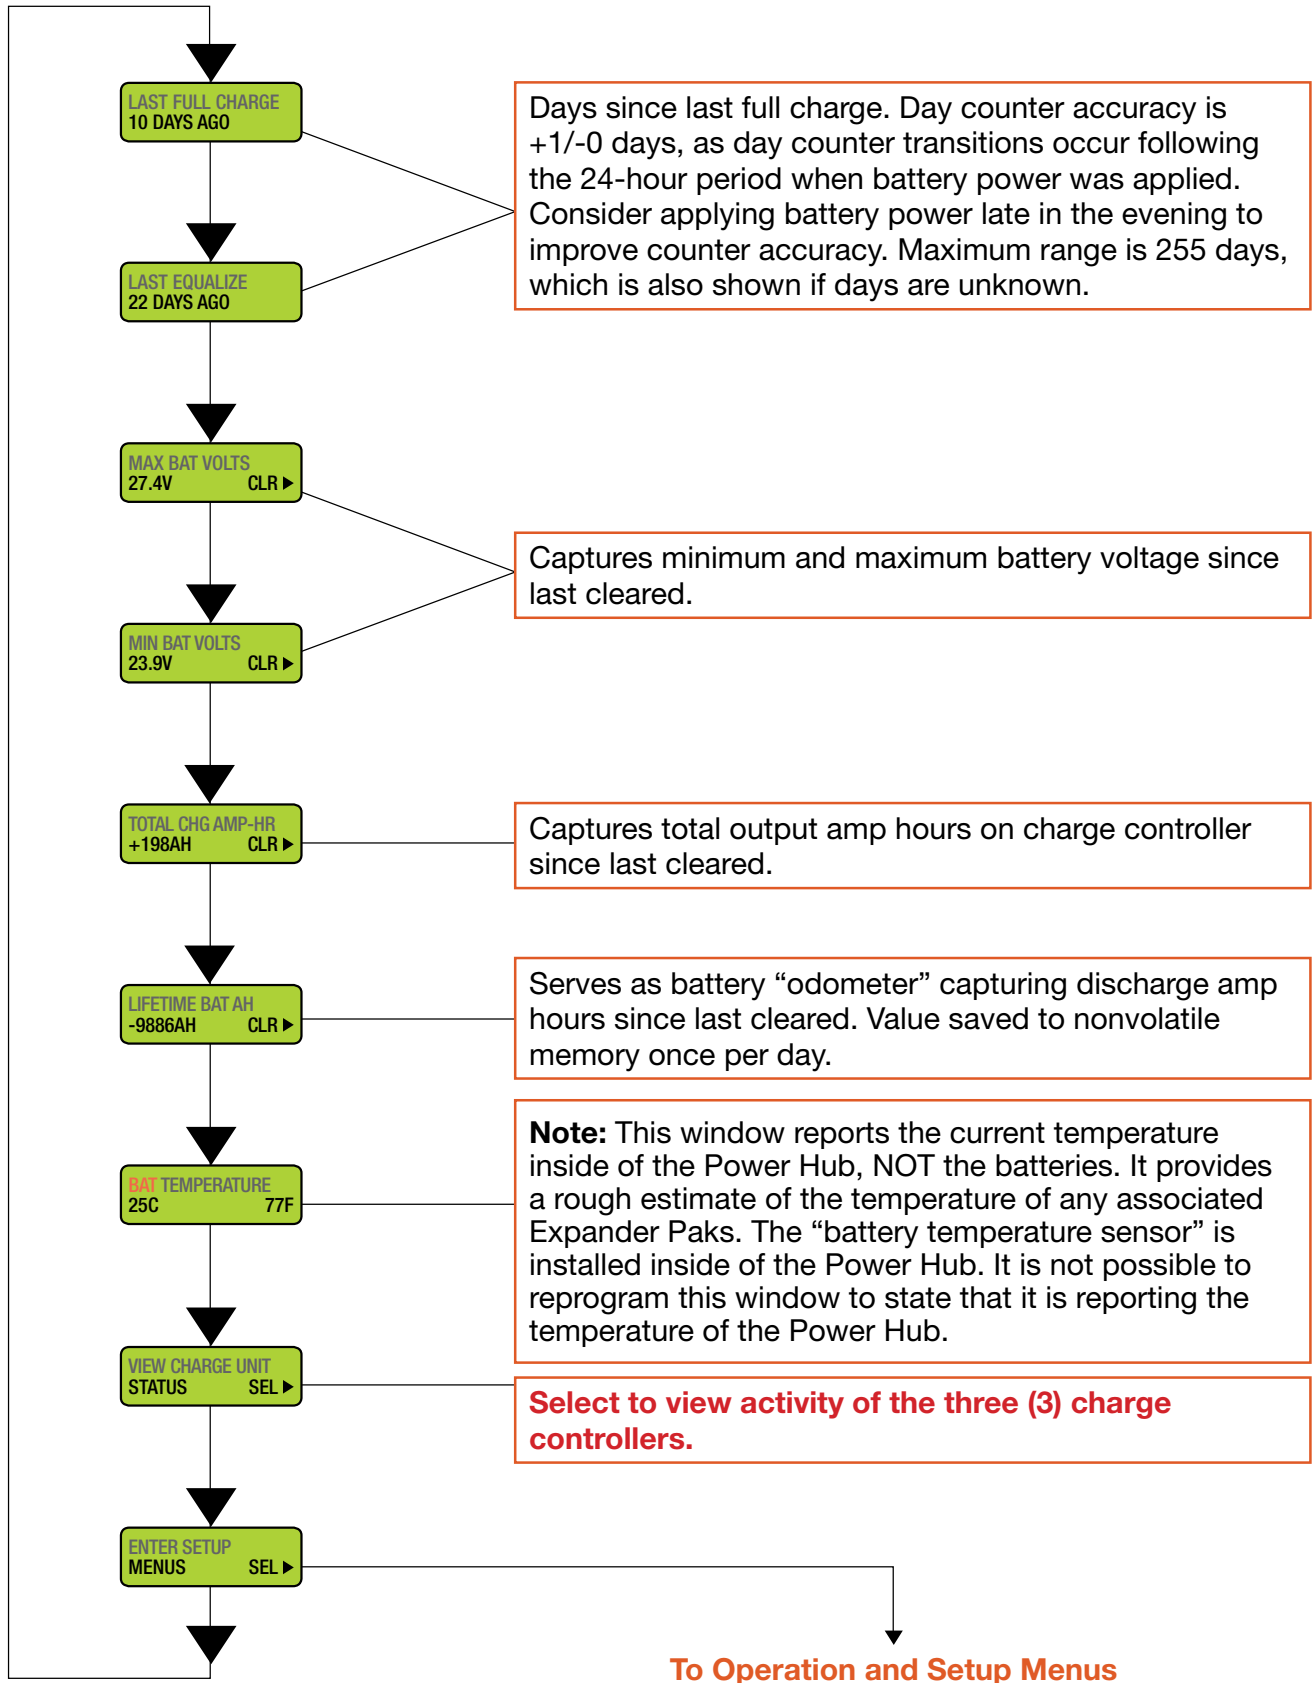 LAST FULL CHARGE
10 DAYS AGO
Days since last full charge. Day counter accuracy is
+1/-0 days, as day counter transitions occur following
the 24-hour period when battery power was applied.
Consider applying battery power late in the evening to
improve counter accuracy. Maximum range is 255 days,
which is also shown if days are unknown.
LAST EQUALIZE
22 DAYS AGO
MAX BAT VOLTS
27.4V CLR ▶
Captures minimum and maximum battery voltage since
last cleared.
MIN BAT VOLTS
23.9V CLR ▶
TOTAL CHG AMP-HR
+198AH CLR ▶
Captures total output amp hours on charge controller
since last cleared.
LIFETIME BAT AH
-9886AH CLR ▶
Serves as battery “odometer” capturing discharge amp
hours since last cleared. Value saved to nonvolatile
memory once per day.
BAT TEMPERATURE
25C 77F
Note: This window reports the current temperature
inside of the Power Hub, NOT the batteries. It provides
a rough estimate of the temperature of any associated
Expander Paks. The “battery temperature sensor” is
installed inside of the Power Hub. It is not possible to
reprogram this window to state that it is reporting the
temperature of the Power Hub.
VIEW CHARGE UNIT
STATUS SEL ▶
Select to view activity of the three (3) charge
controllers.
ENTER SETUP
MENUS SEL ▶
To Operation and Setup Menus